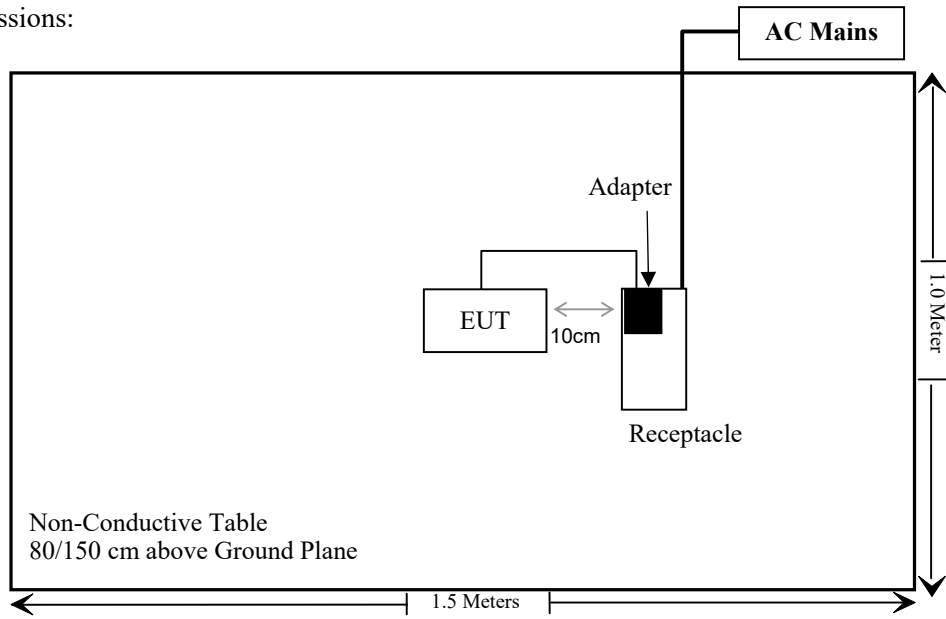 ssions:
AC Mains
Adapter
EUT
10cm
1.0 Meter
Receptacle
Non-Conductive Table
80/150 cm above Ground Plane
1.5 Meters